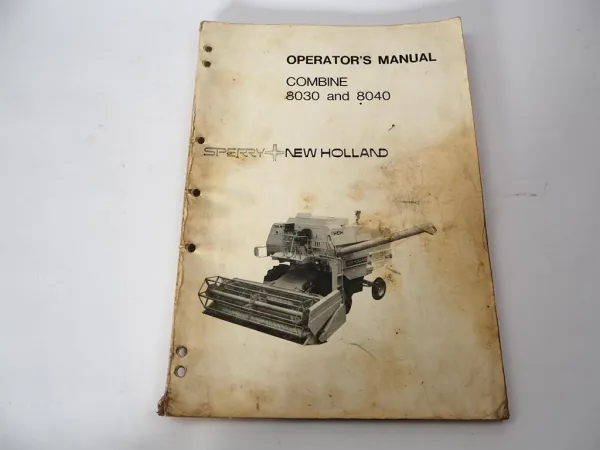 OPERATOR'S MANUAL
COMBINE
8030 and 8040
SPERRY NEW HOLLAND